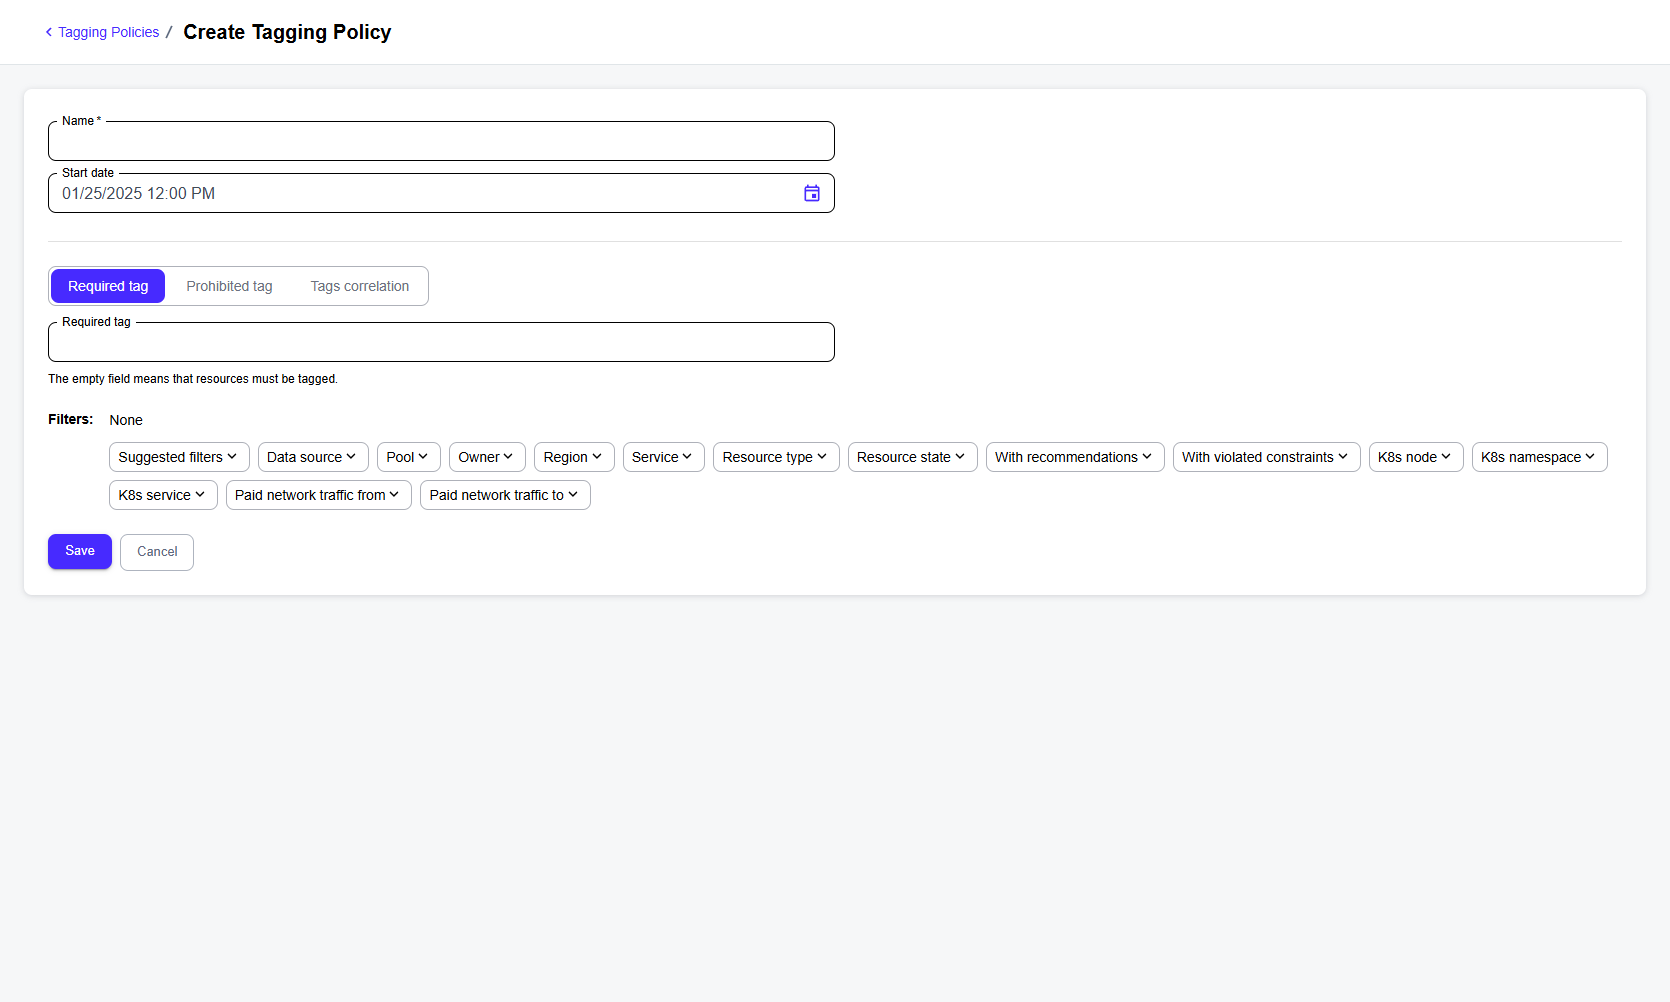 Tagging Policies / Create Tagging Policy
Name *
Start date
01/25/2025 12:00 PM
Required tag Prohibited tag Tags correlation
Required tag
The empty field means that resources must be tagged.
Filters: None
Suggested filters Data source Pool Owner Region Service Resource type Resource state With recommendations With violated constraints K8s node K8s namespace
K8s service Paid network traffic from Paid network traffic to
Save Cancel